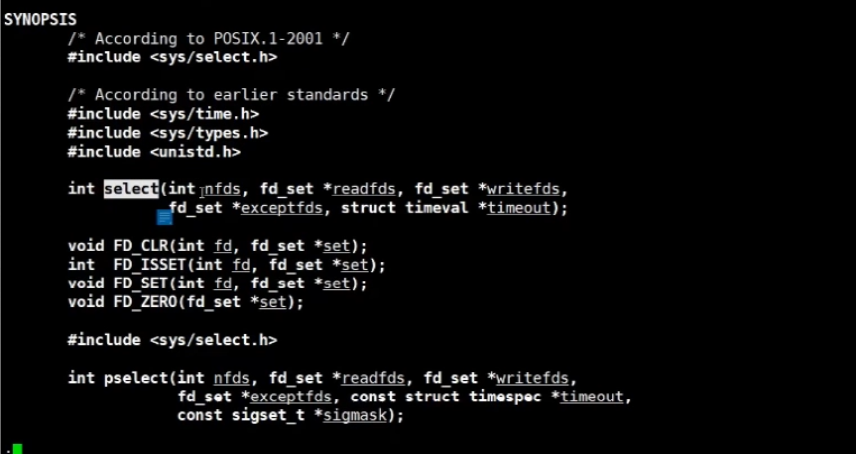 SYNOPSIS
/* According to POSIX.1-2001 */
#include <sys/select.h>
/* According to earlier standards */
#include <sys/time.h>
#include <sys/types.h>
#include <unistd.h>
int select(int nfds, fd_set *readfds, fd_set *writefds,
fd_set *exceptfds, struct timeval *timeout);
void FD_CLR(int fd, fd_set *set);
int  FD_ISSET(int fd, fd_set *set);
void FD_SET(int fd, fd_set *set);
void FD_ZERO(fd_set *set);
#include <sys/select.h>
int pselect(int nfds, fd_set *readfds, fd_set *writefds,
fd_set *exceptfds, const struct timespec *timeout,
const sigset_t *sigmask);
: